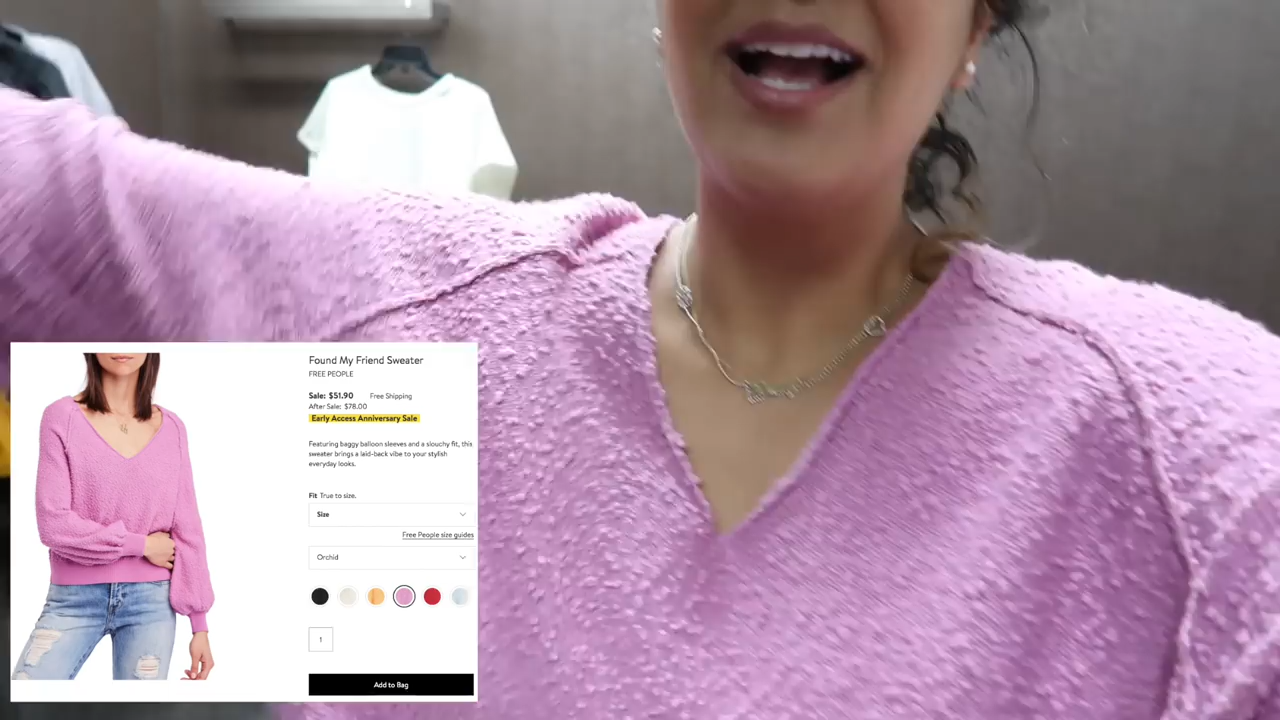 Found My Friend Sweater
FREE PEOPLE
Sale: $51.90 Free Shipping
After Sale: $78.00
Early Access Anniversary Sale
Featuring baggy balloon sleeves and a slouchy fit, this
sweater brings a laid-back vibe to your stylish
everyday looks.
Fit True to size.
Size
Free People size guides
Orchid
1
Add to Bag